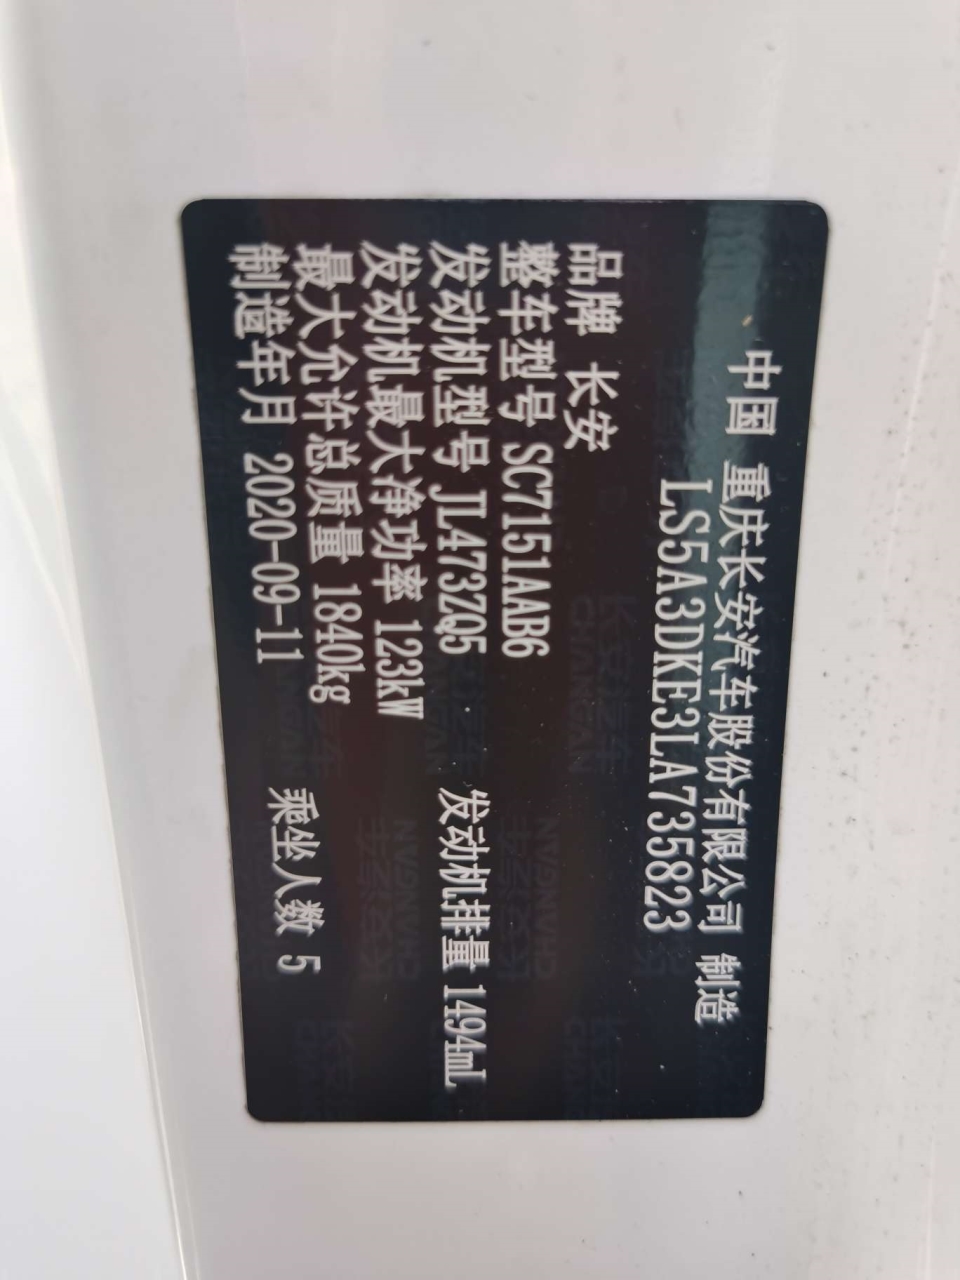 中国 重庆长安汽车股份有限公司 制造
LS5A3DKE3LA735823
品牌 长安
整车型号 SC7151AAB6
发动机型号 JL473ZQ5 发动机排量 1494mL
发动机最大净功率 123kW
最大允许总质量 1840kg
制造年月 2020-09-11 乘坐人数 5